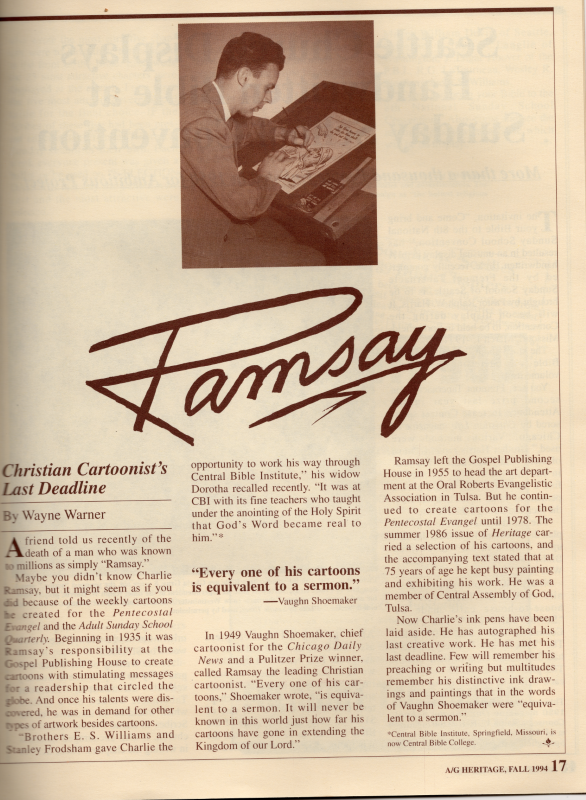 Ramsay
Christian Cartoonist's
Last Deadline
By Wayne Warner
A friend told us recently of the
death of a man who was known
to millions as simply "Ramsay."
Maybe you didn't know Charlie
Ramsay, but it might seem as if you
did because of the weekly cartoons
he created for the Pentecostal
Evangel and the Adult Sunday School
Quarterly. Beginning in 1935 it was
Ramsay's responsibility at the
Gospel Publishing House to create
cartoons with stimulating messages
for a readership that circled the
globe. And once his talents were dis-
covered, he was in demand for other
types of artwork besides cartoons.
"Brothers E. S. Williams and
Stanley Frodsham gave Charlie the
opportunity to work his way through
Central Bible Institute," his widow
Dorotha recalled recently. "It was at
CBI with its fine teachers who taught
under the anointing of the Holy Spirit
that God's Word became real to
him."*
"Every one of his cartoons
is equivalent to a sermon."
—Vaughn Shoemaker
In 1949 Vaughn Shoemaker, chief
cartoonist for the Chicago Daily
News and a Pulitzer Prize winner,
called Ramsay the leading Christian
cartoonist. "Every one of his car-
toons," Shoemaker wrote, "is equiva-
lent to a sermon. It will never be
known in this world just how far his
cartoons have gone in extending the
Kingdom of our Lord."
Ramsay left the Gospel Publishing
House in 1955 to head the art depart-
ment at the Oral Roberts Evangelistic
Association in Tulsa. But he contin-
ued to create cartoons for the
Pentecostal Evangel until 1978. The
summer 1986 issue of Heritage car-
ried a selection of his cartoons, and
the accompanying text stated that at
75 years of age he kept busy painting
and exhibiting his work. He was a
member of Central Assembly of God,
Tulsa.
Now Charlie's ink pens have been
laid aside. He has autographed his
last creative work. He has met his
last deadline. Few will remember his
preaching or writing but multitudes
remember his distinctive ink draw-
ings and paintings that in the words
of Vaughn Shoemaker were "equiva-
lent to a sermon."
*Central Bible Institute, Springfield, Missouri, is
now Central Bible College.
A/G HERITAGE, FALL 1994 17